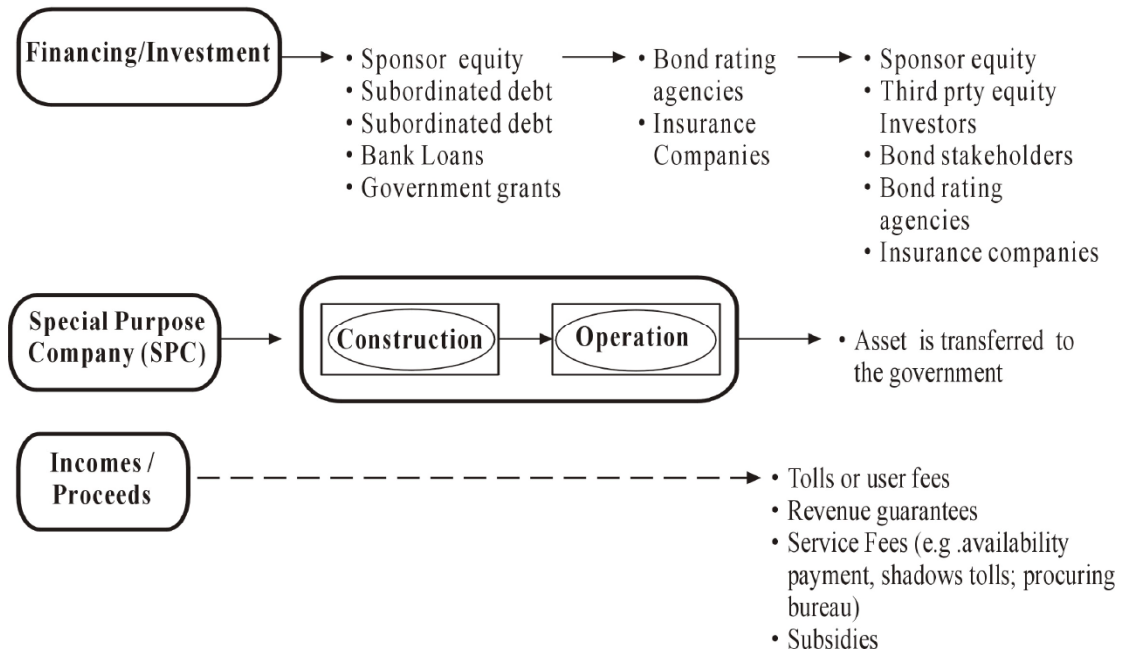 Financing/Investment
• Sponsor equity
• Subordinated debt
• Subordinated debt
• Bank Loans
• Government grants
• Bond rating
agencies
• Insurance
Companies
• Sponsor equity
• Third prty equity
Investors
• Bond stakeholders
• Bond rating
agencies
• Insurance companies
Special Purpose
Company (SPC)
Construction
Operation
• Asset is transferred to
the government
Incomes /
Proceeds
• Tolls or user fees
• Revenue guarantees
• Service Fees (e.g .availability
payment, shadows tolls; procuring
bureau)
• Subsidies